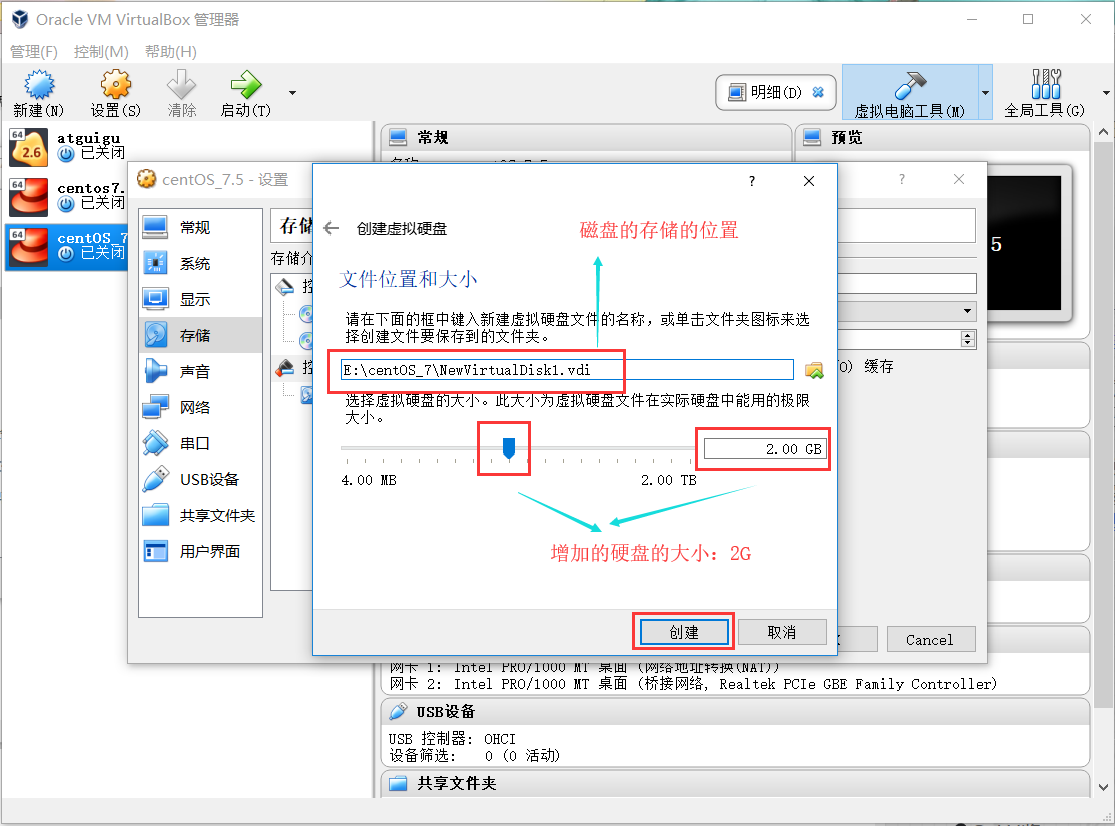 Oracle VM VirtualBox 管理器
管理(F) 控制(M) 帮助(H)
新建(N) 设置(S) 清除 启动(T) 明细(D) 虚拟电脑工具(M) 全局工具(G)
64 2.6 atguigu
已关闭
64 centos7.
已关闭
64 centOS_7
已关闭
常规
预览
5
centOS_7.5 - 设置
常规
系统
显示
存储
声音
网络
串口
USB设备
共享文件夹
用户界面
存储介
控
控
O) 缓存
Cancel
创建虚拟硬盘
磁盘的存储的位置
文件位置和大小
请在下面的框中键入新建虚拟硬盘文件的名称，或单击文件夹图标来选
择创建文件要保存到的文件夹。
E:\centOS_7\NewVirtualDisk1.vdi
选择虚拟硬盘的大小。此大小为虚拟硬盘文件在实际硬盘中能用的极限
大小。
2.00 GB
4.00 MB 2.00 TB
增加的硬盘的大小：2G
创建 取消
网卡 1: Intel PRO/1000 MT 桌面 (网络地址转换(NAT))
网卡 2: Intel PRO/1000 MT 桌面 (桥接网络, Realtek PCIe GBE Family Controller)
USB设备
USB 控制器: OHCI
设备筛选: 0 (0 活动)
共享文件夹